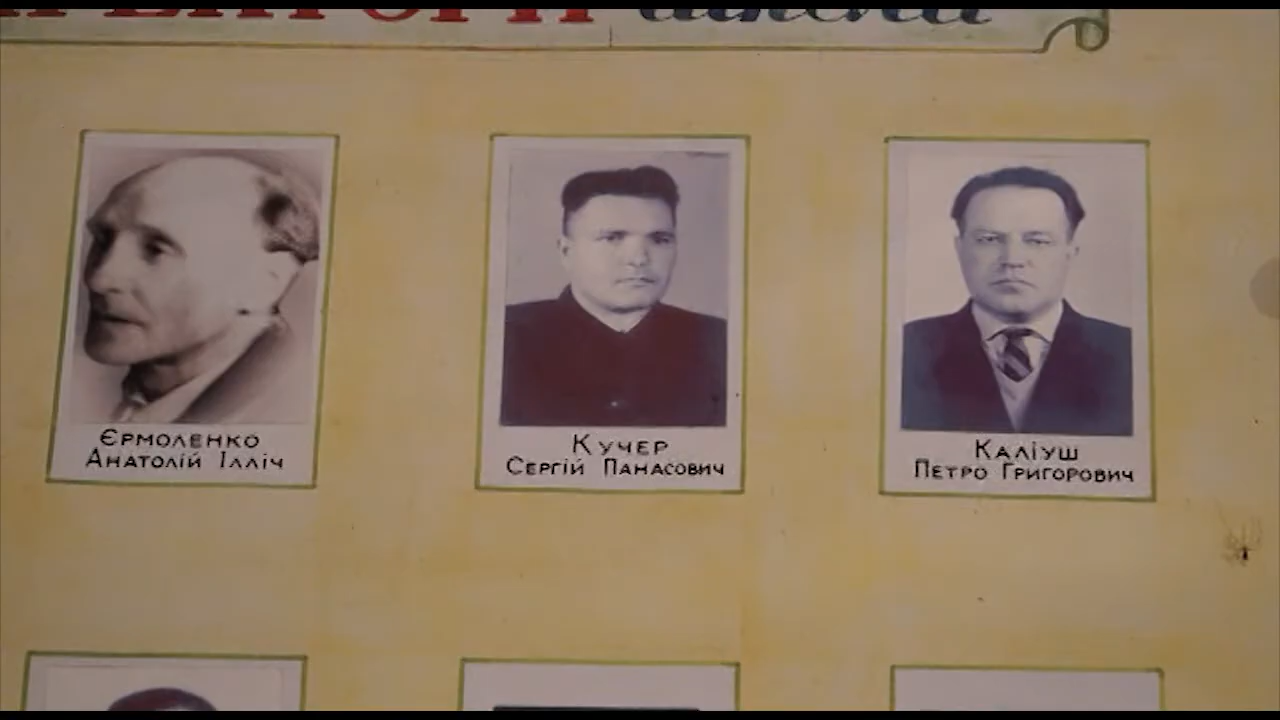 ЄРМОЛЕНКО
АНАТОЛІЙ ІЛЛІЧ
КУЧЕР
СЕРГІЙ ПАНАСОВИЧ
КАЛІУШ
ПЕТРО ГРИГОРОВИЧ